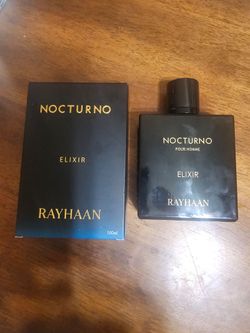 NOCTURNO
ELIXIR
RAYHAAN
100ml
NOCTURNO
POUR HOMME
ELIXIR
RAYHAAN